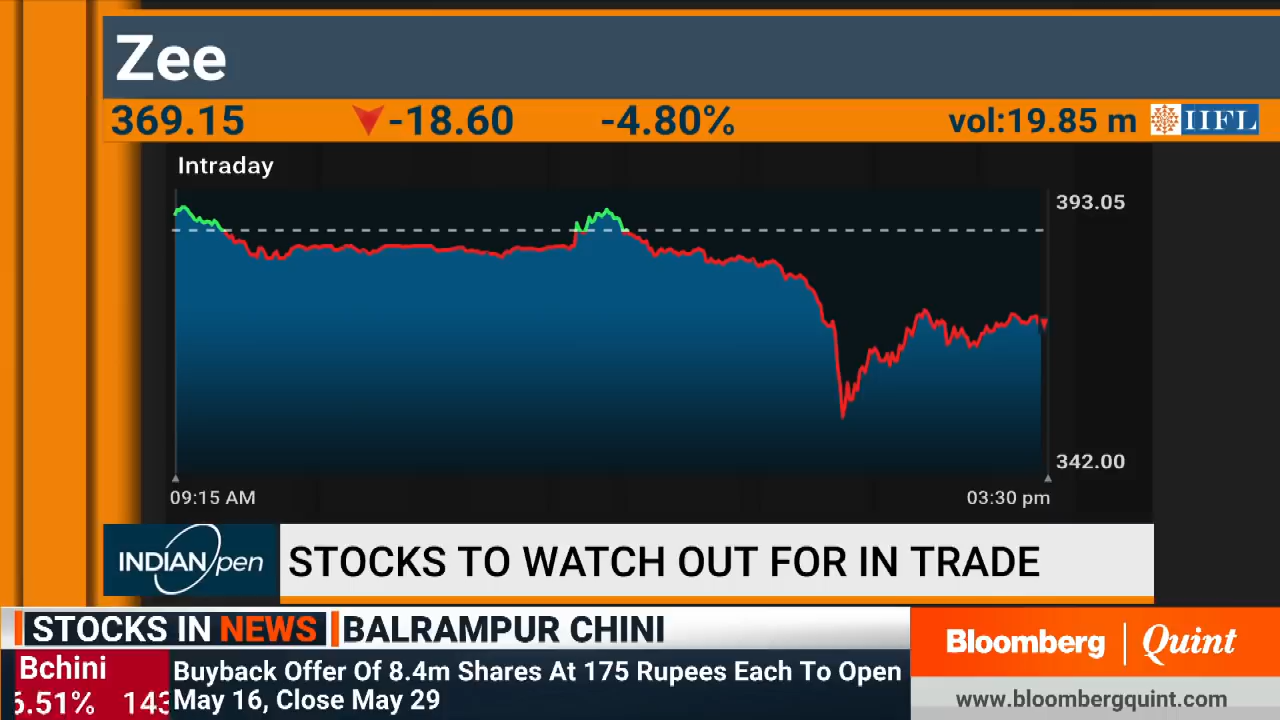 Zee
369.15 -18.60 -4.80% vol:19.85 m IIFL
Intraday
393.05
342.00
09:15 AM 03:30 pm
INDIAN Open STOCKS TO WATCH OUT FOR IN TRADE
STOCKS IN NEWS BALRAMPUR CHINI
Bchini
Buyback Offer Of 8.4m Shares At 175 Rupees Each To Open
.51% 143 May 16, Close May 29
Bloomberg Quint
www.bloombergquint.com